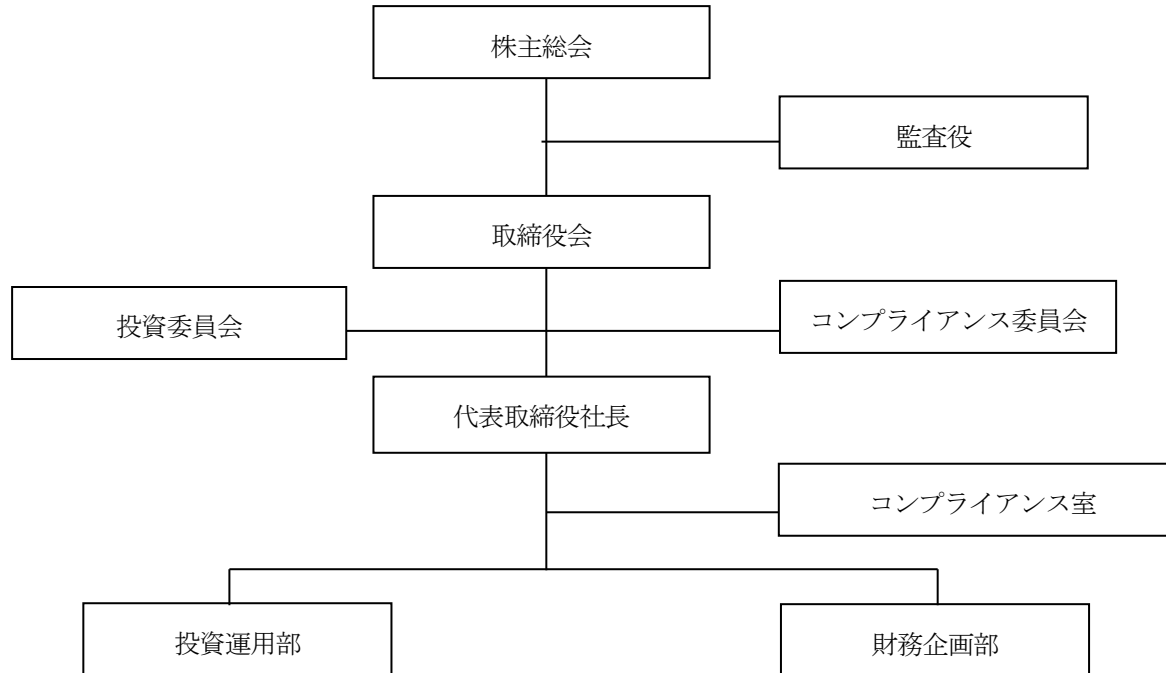 株主総会
監査役
取締役会
投資委員会
コンプライアンス委員会
代表取締役社長
コンプライアンス室
投資運用部
財務企画部